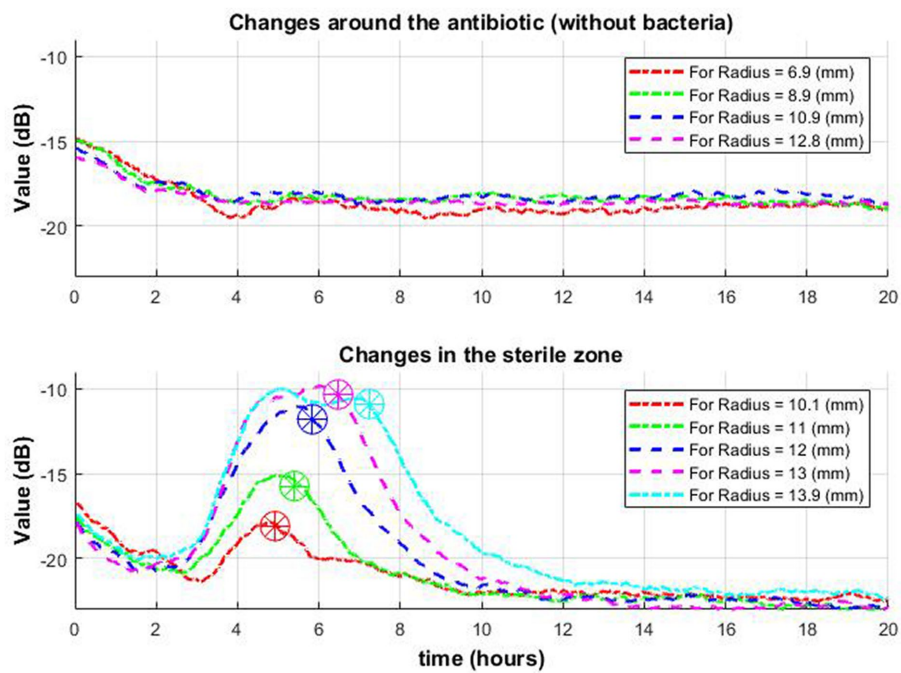 Changes around the antibiotic (without bacteria)
Value (dB)
-10
-15
-20
For Radius = 6.9 (mm)
For Radius = 8.9 (mm)
For Radius = 10.9 (mm)
For Radius = 12.8 (mm)
0 2 4 6 8 10 12 14 16 18 20
Changes in the sterile zone
Value (dB)
-10
-15
-20
For Radius = 10.1 (mm)
For Radius = 11 (mm)
For Radius = 12 (mm)
For Radius = 13 (mm)
For Radius = 13.9 (mm)
0 2 4 6 8 10 12 14 16 18 20
time (hours)